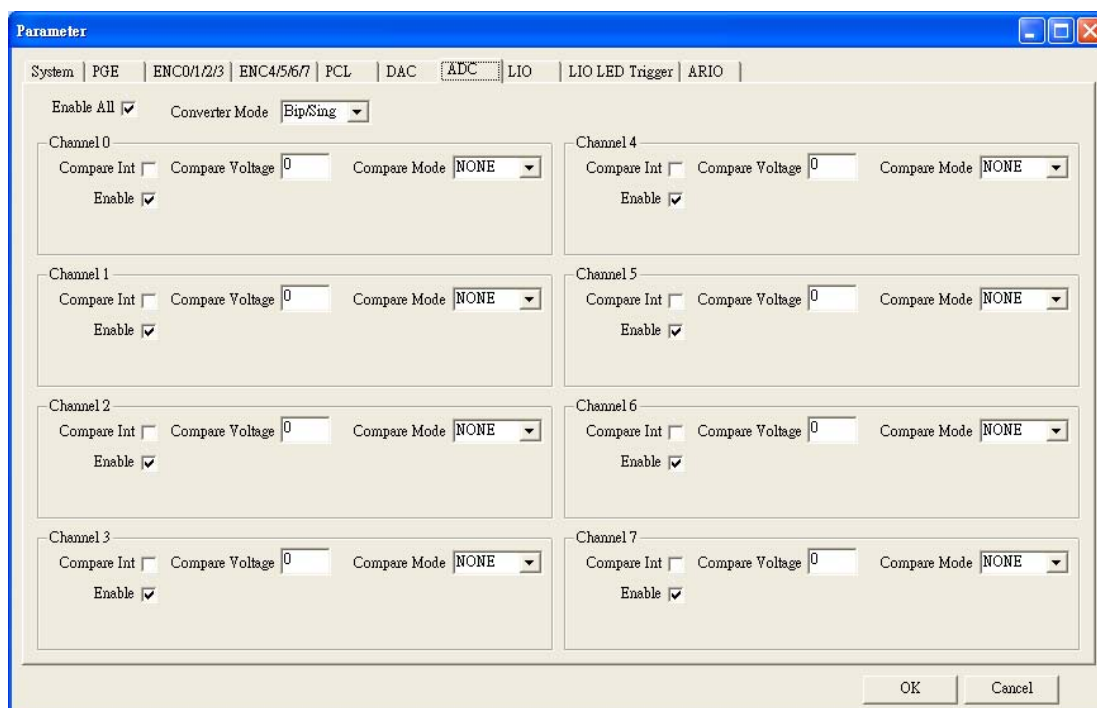 Parameter
System PGE ENC0/1/2/3 ENC4/5/6/7 PCL DAC ADC LIO LIO LED Trigger ARIO
Enable All Converter Mode Bip/Sing
Channel 0
Compare Int Compare Voltage 0 Compare Mode NONE
Enable
Channel 1
Compare Int Compare Voltage 0 Compare Mode NONE
Enable
Channel 2
Compare Int Compare Voltage 0 Compare Mode NONE
Enable
Channel 3
Compare Int Compare Voltage 0 Compare Mode NONE
Enable
Channel 4
Compare Int Compare Voltage 0 Compare Mode NONE
Enable
Channel 5
Compare Int Compare Voltage 0 Compare Mode NONE
Enable
Channel 6
Compare Int Compare Voltage 0 Compare Mode NONE
Enable
Channel 7
Compare Int Compare Voltage 0 Compare Mode NONE
Enable
OK Cancel